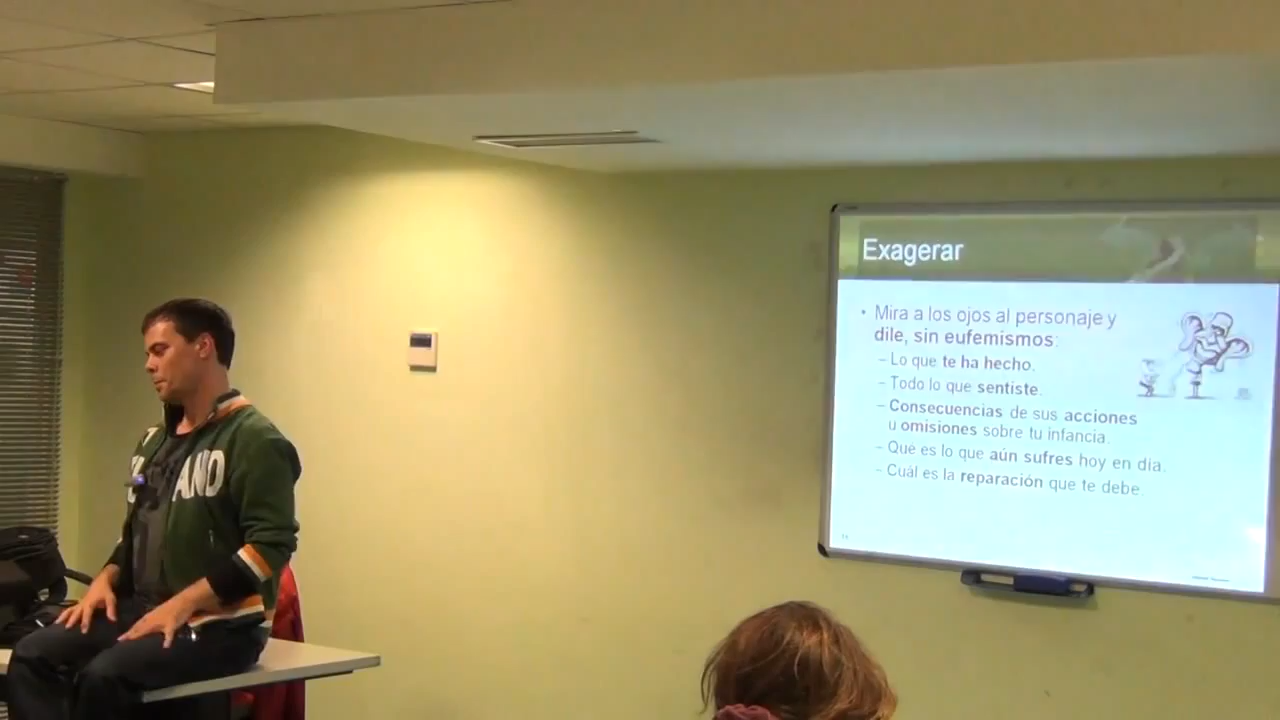 Exagerar
• Mira a los ojos al personaje y
dile, sin eufemismos:
– Lo que te ha hecho.
– Todo lo que sentiste.
– Consecuencias de sus acciones
u omisiones sobre tu infancia.
– Qué es lo que aún sufres hoy en día.
– Cuál es la reparación que te debe.
AND